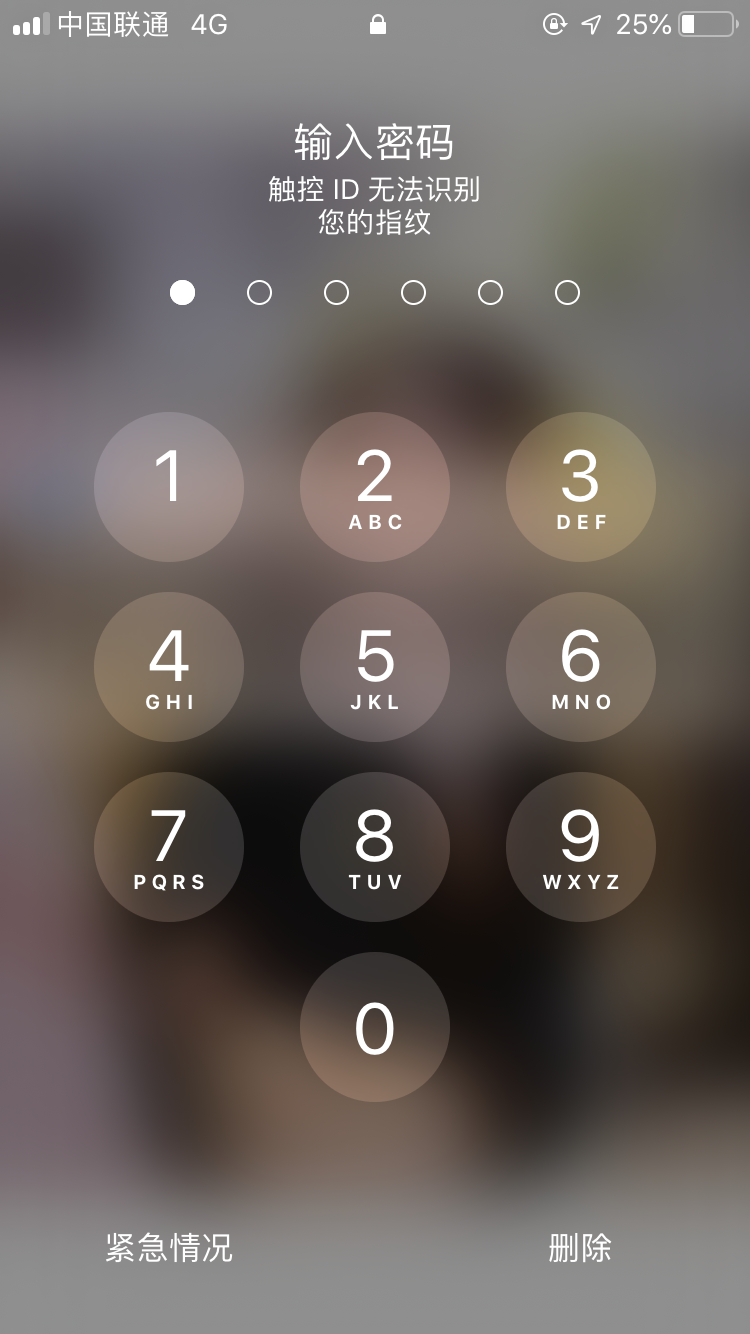 中国联通 4G 25%
输入密码
触控 ID 无法识别
您的指纹
1 2 3
ABC DEF
4 5 6
GHI JKL MNO
7 8 9
PQRS TUV WXYZ
0
紧急情况 删除